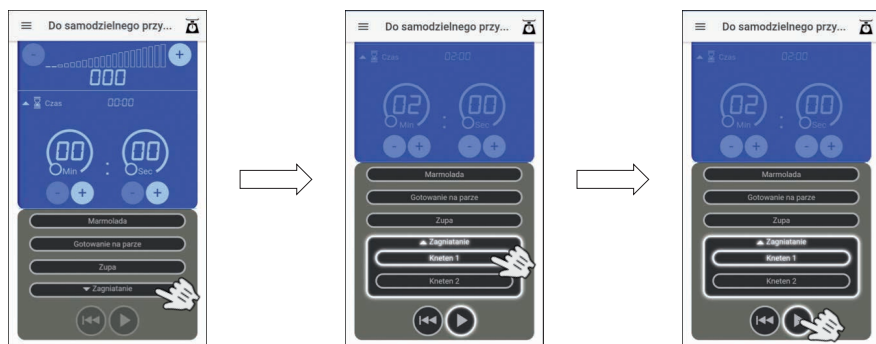 Do samodzielnego przy...
-
+
000
Czas 00:00
00 Min : 00 Sec
- + - +
Marmolada
Gotowanie na parze
Zupa
Zagniatanie
Do samodzielnego przy...
Czas 02:00
02 Min : 00 Sec
- + - +
Marmolada
Gotowanie na parze
Zupa
Zagniatanie
Kneten 1
Kneten 2
Do samodzielnego przy...
Czas 02:00
02 Min : 00 Sec
- + - +
Marmolada
Gotowanie na parze
Zupa
Zagniatanie
Kneten 1
Kneten 2